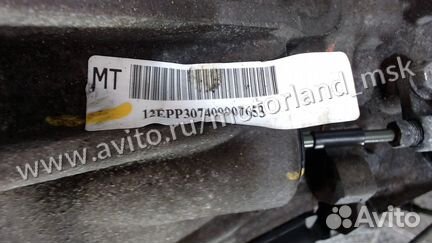 MT
12EPP307409907653
www.avito.ru/motorland_msk
Avito